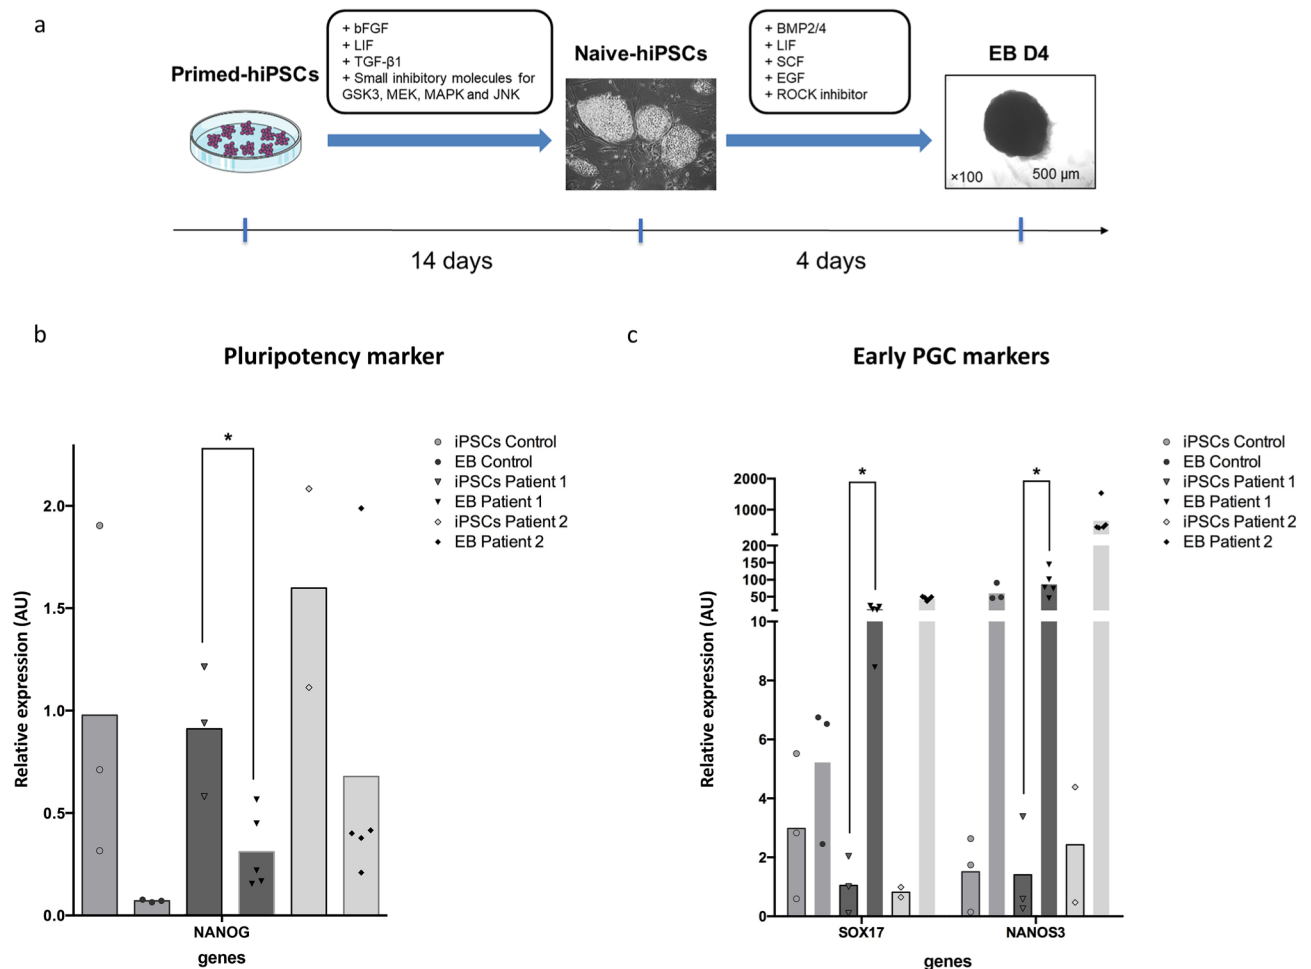 a
Primed-hiPSCs
+ bFGF
+ LIF
+ TGF-β1
+ Small inhibitory molecules for
GSK3, MEK, MAPK and JNK
Naive-hiPSCs
+ BMP2/4
+ LIF
+ SCF
+ EGF
+ ROCK inhibitor
EB D4
×100
500 µm
14 days
4 days
b
Pluripotency marker
Relative expression (AU)
2.0
1.5
1.0
0.5
0.0
*
NANOG
genes
iPSCs Control
EB Control
iPSCs Patient 1
EB Patient 1
iPSCs Patient 2
EB Patient 2
c
Early PGC markers
Relative expression (AU)
2000
1000
200
150
100
50
10
8
6
4
2
0
*
*
SOX17
NANOS3
genes
iPSCs Control
EB Control
iPSCs Patient 1
EB Patient 1
iPSCs Patient 2
EB Patient 2